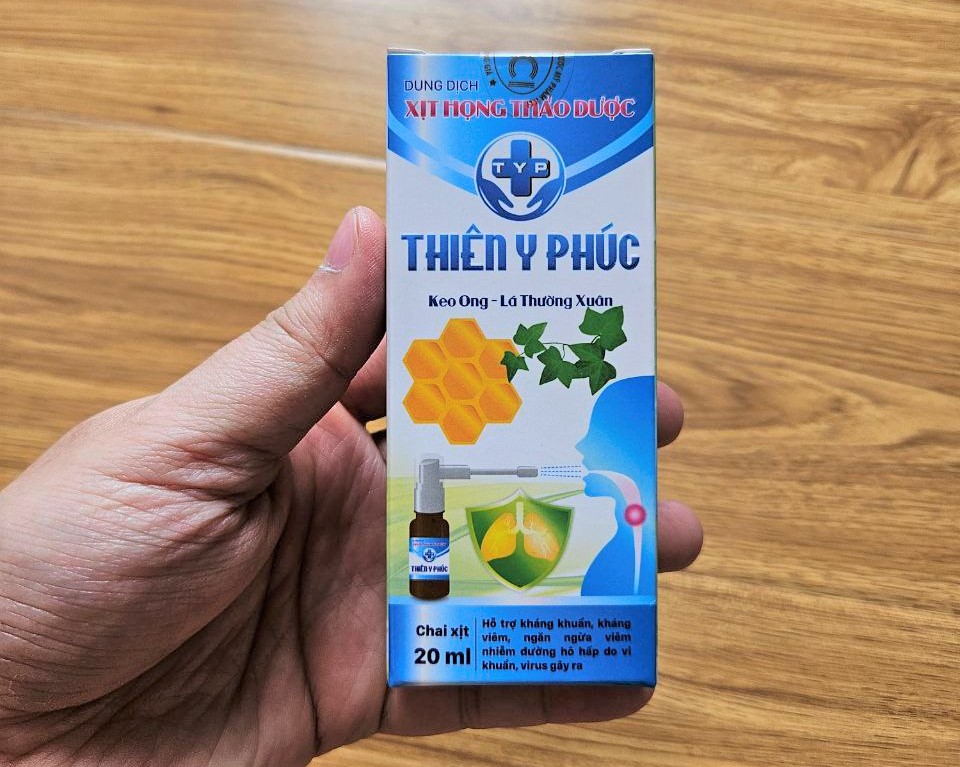 DUNG DỊCH
XỊT HỌNG THẢO DƯỢC
TYP
THIÊN Y PHÚC
Keo Ong - Lá Thường Xuân
THIÊN Y PHÚC
Chai xịt
20 ml
Hỗ trợ kháng khuẩn, kháng
viêm, ngăn ngừa viêm
nhiễm đường hô hấp do vi
khuẩn, virus gây ra